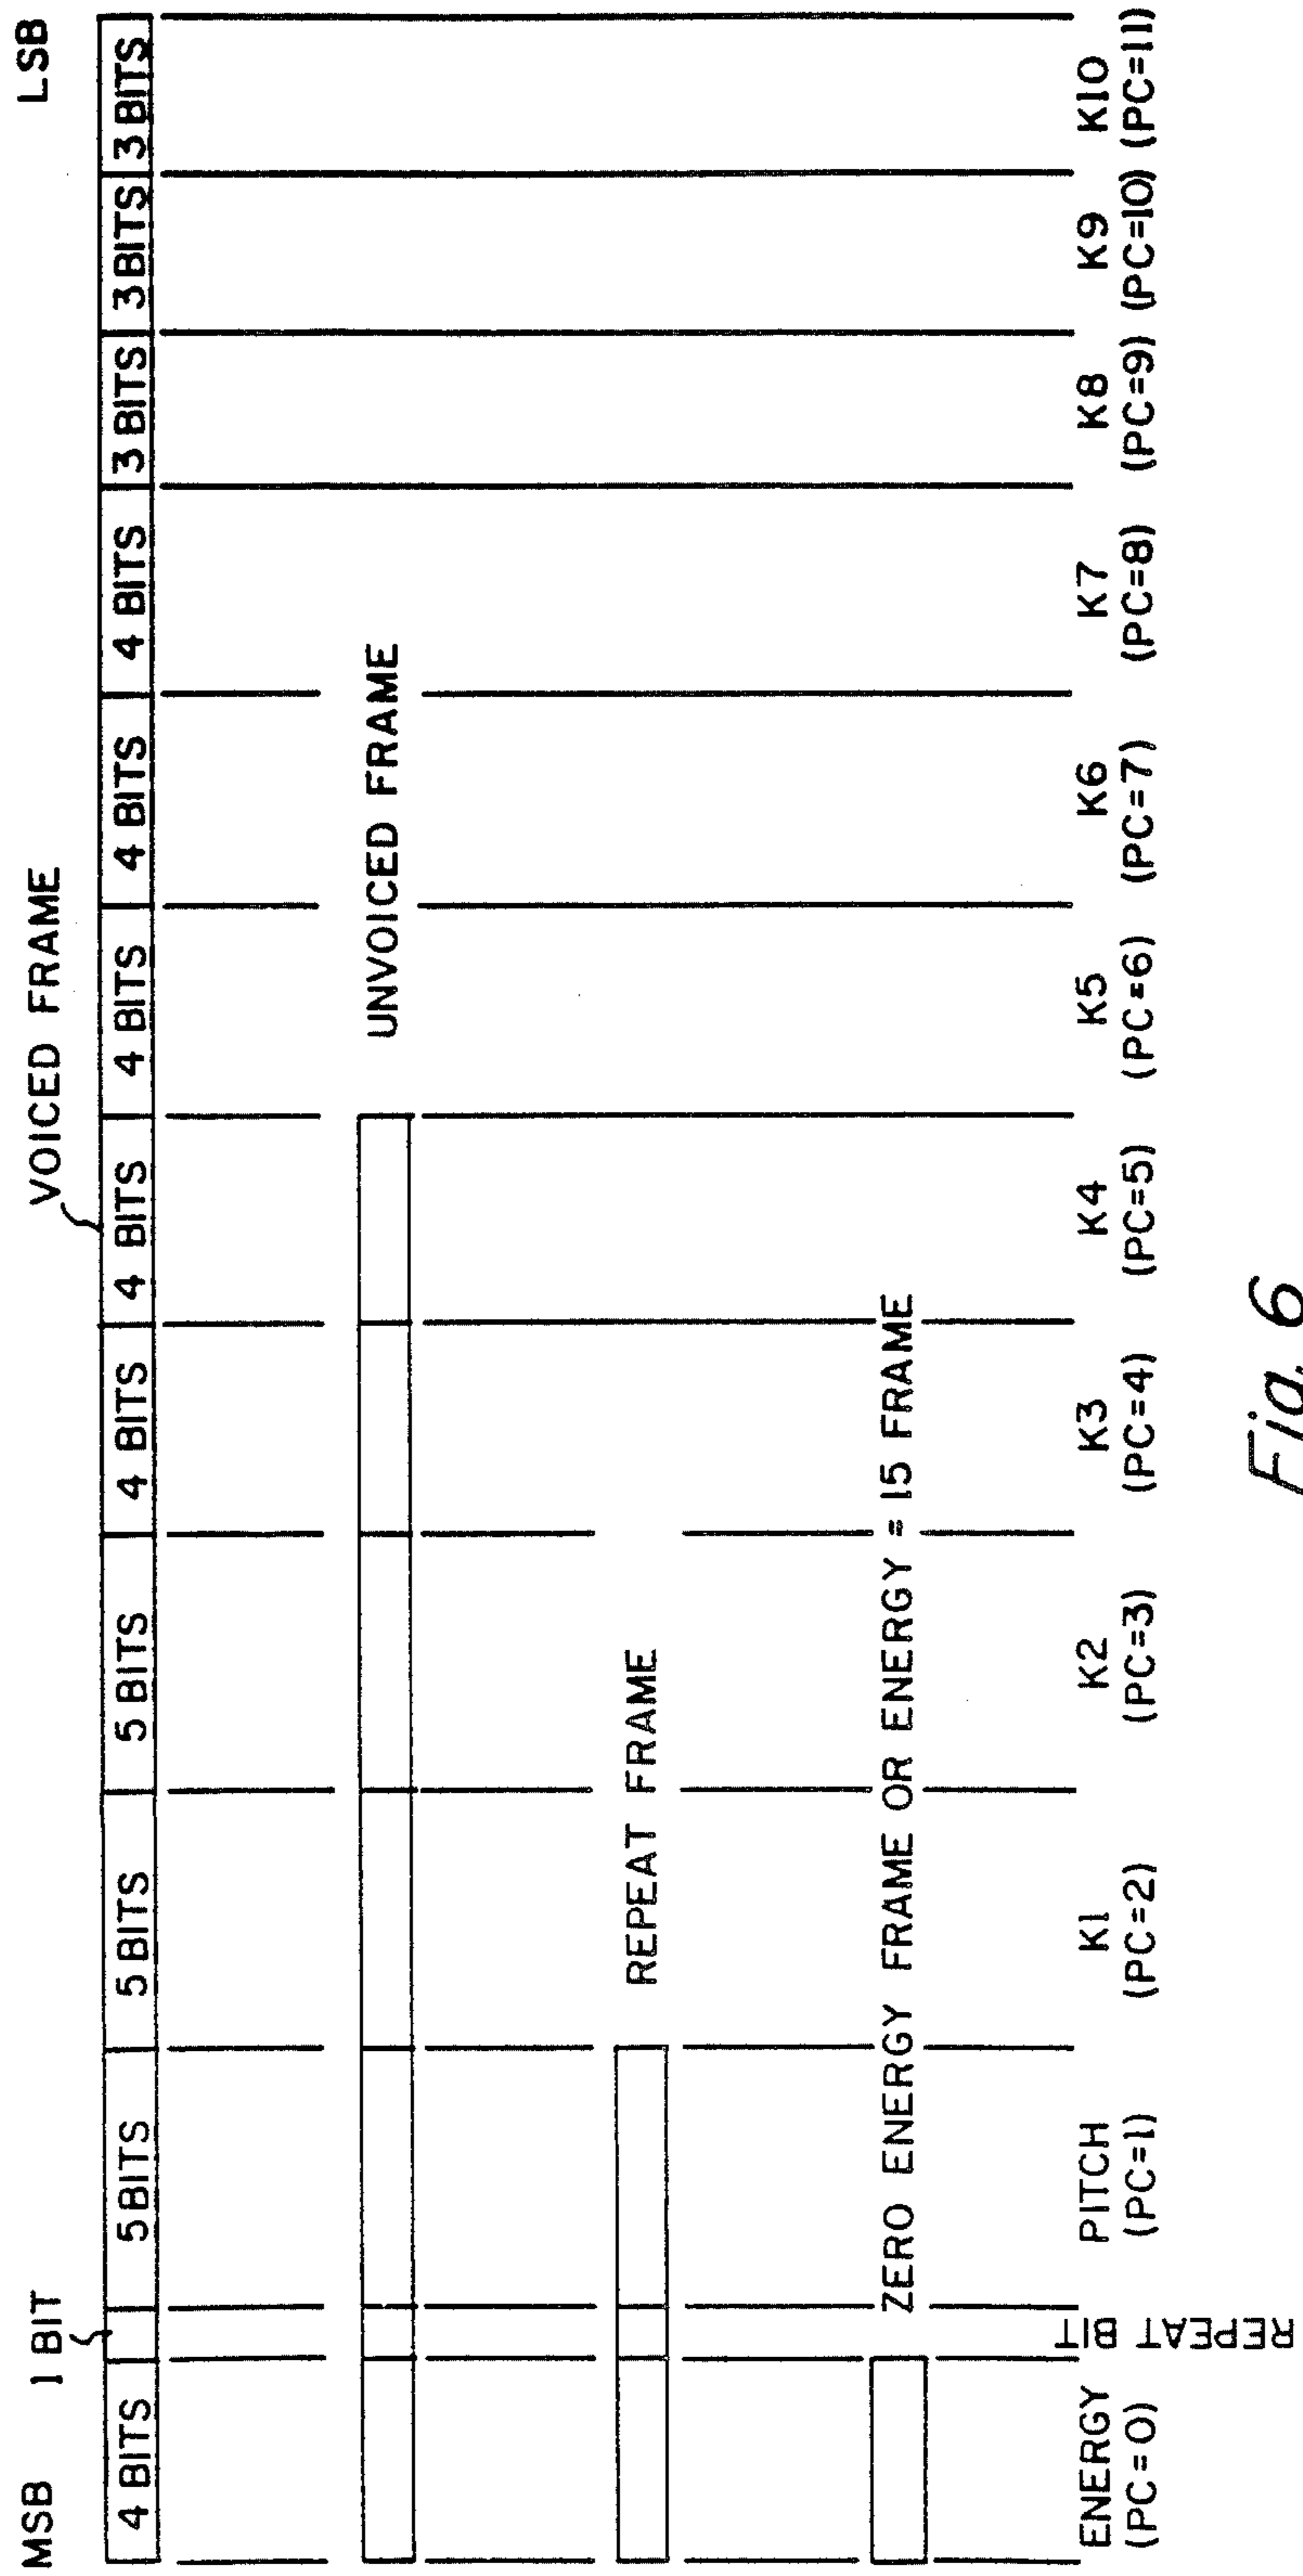 MSB
1 BIT
VOICED FRAME
LSB
4 BITS
5 BITS
5 BITS
5 BITS
4 BITS
4 BITS
4 BITS
4 BITS
4 BITS
3 BITS
3 BITS
3 BITS
UNVOICED FRAME
REPEAT FRAME
ZERO ENERGY FRAME OR ENERGY = 15 FRAME
ENERGY
(PC=0)
REPEAT BIT
PITCH
(PC=1)
K1
(PC=2)
K2
(PC=3)
K3
(PC=4)
K4
(PC=5)
K5
(PC=6)
K6
(PC=7)
K7
(PC=8)
K8
(PC=9)
K9
(PC=10)
K10
(PC=11)
Fig. 6